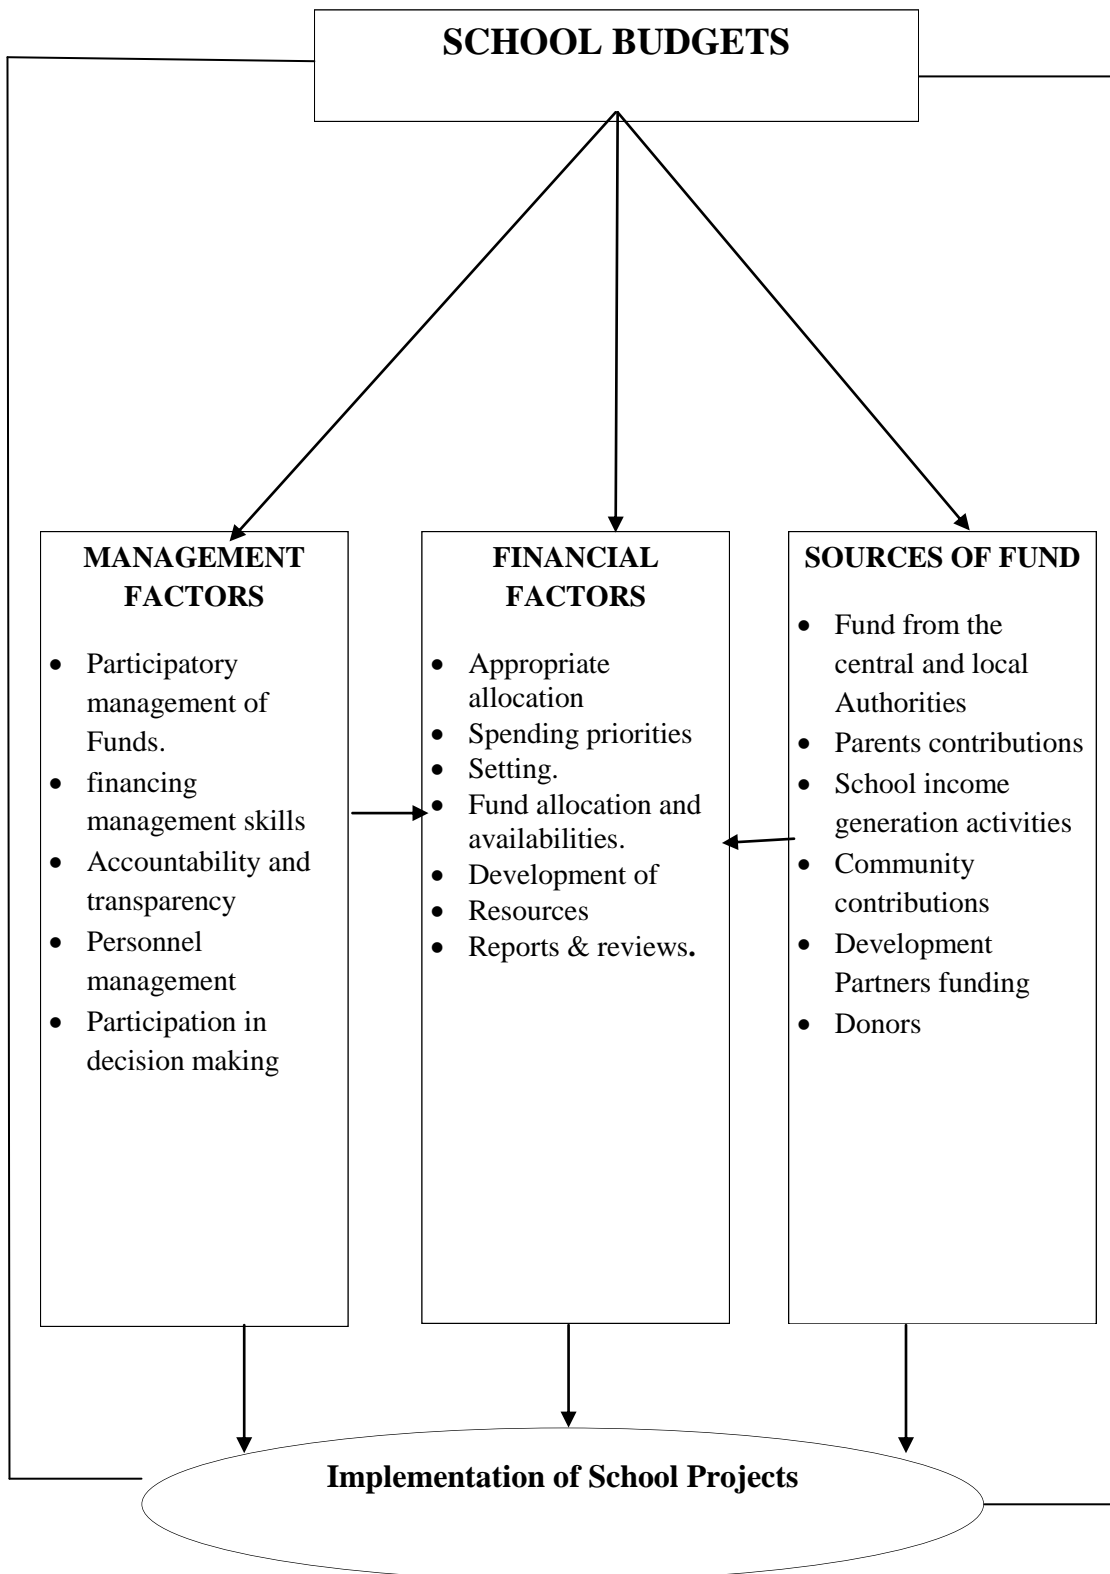 SCHOOL BUDGETS
MANAGEMENT
FACTORS
• Participatory
management of
Funds.
• financing
management skills
• Accountability and
transparency
• Personnel
management
• Participation in
decision making
FINANCIAL
FACTORS
• Appropriate
allocation
• Spending priorities
• Setting.
• Fund allocation and
availabilities.
• Development of
• Resources
• Reports & reviews.
SOURCES OF FUND
• Fund from the
central and local
Authorities
• Parents contributions
• School income
generation activities
• Community
contributions
• Development
Partners funding
• Donors
Implementation of School Projects